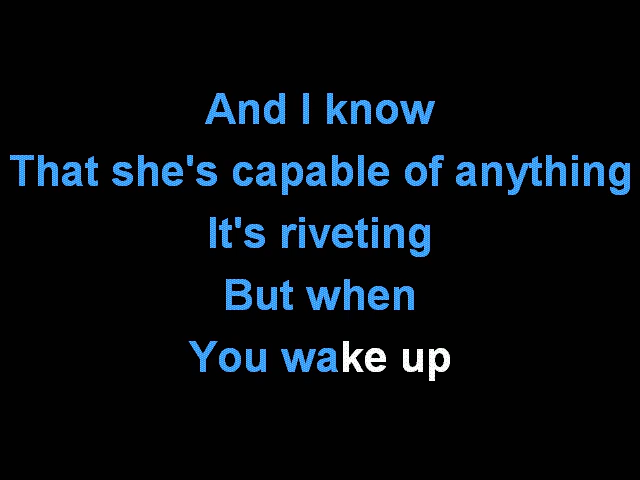 And I know
That she's capable of anything
It's riveting
But when
You wake up